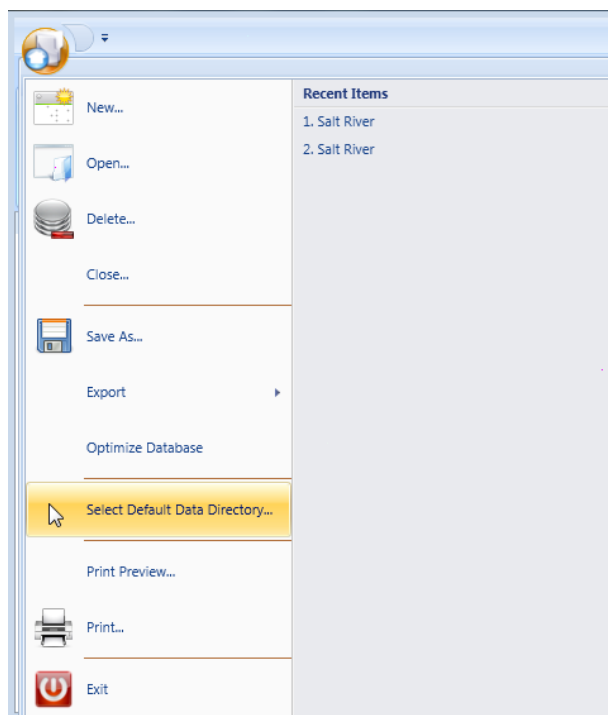 New...
Open...
Delete...
Close...
Save As...
Export
Optimize Database
Select Default Data Directory...
Print Preview...
Print...
Exit
Recent Items
1. Salt River
2. Salt River